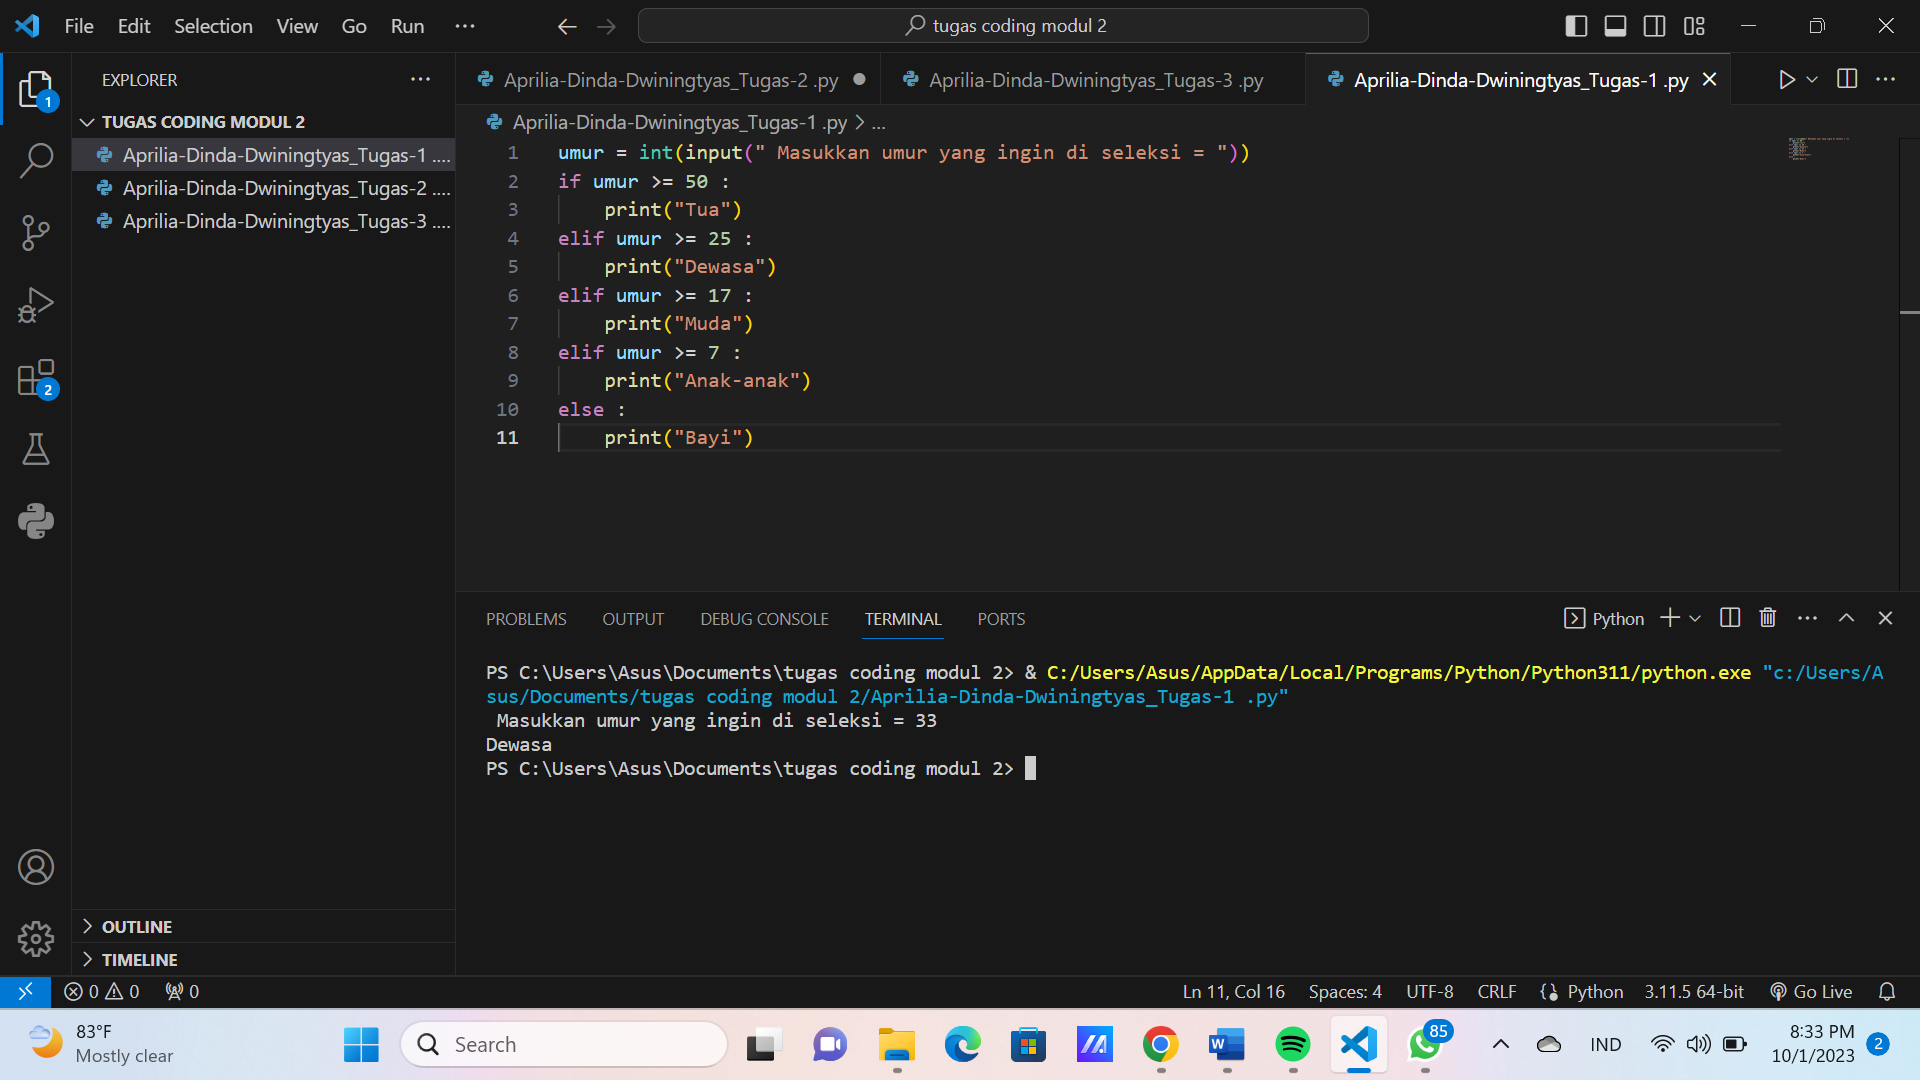 File Edit Selection View Go Run ...
tugas coding modul 2
EXPLORER
TUGAS CODING MODUL 2
Aprilia-Dinda-Dwiningtyas_Tugas-1 ....
Aprilia-Dinda-Dwiningtyas_Tugas-2 ....
Aprilia-Dinda-Dwiningtyas_Tugas-3 ....
OUTLINE
TIMELINE
1
2
Aprilia-Dinda-Dwiningtyas_Tugas-2 .py
Aprilia-Dinda-Dwiningtyas_Tugas-3 .py
Aprilia-Dinda-Dwiningtyas_Tugas-1 .py
Aprilia-Dinda-Dwiningtyas_Tugas-1 .py > ...
1 umur = int(input(" Masukkan umur yang ingin di seleksi = "))
2 if umur >= 50 :
3 print("Tua")
4 elif umur >= 25 :
5 print("Dewasa")
6 elif umur >= 17 :
7 print("Muda")
8 elif umur >= 7 :
9 print("Anak-anak")
10 else :
11 print("Bayi")
PROBLEMS OUTPUT DEBUG CONSOLE TERMINAL PORTS
Python
PS C:\Users\Asus\Documents\tugas coding modul 2> & C:/Users/Asus/AppData/Local/Programs/Python/Python311/python.exe "c:/Users/A
sus/Documents/tugas coding modul 2/Aprilia-Dinda-Dwiningtyas_Tugas-1 .py"
Masukkan umur yang ingin di seleksi = 33
Dewasa
PS C:\Users\Asus\Documents\tugas coding modul 2>
0 0 0
Ln 11, Col 16 Spaces: 4 UTF-8 CRLF Python 3.11.5 64-bit Go Live
83°F
Mostly clear
Search
85
IND
8:33 PM
10/1/2023
2